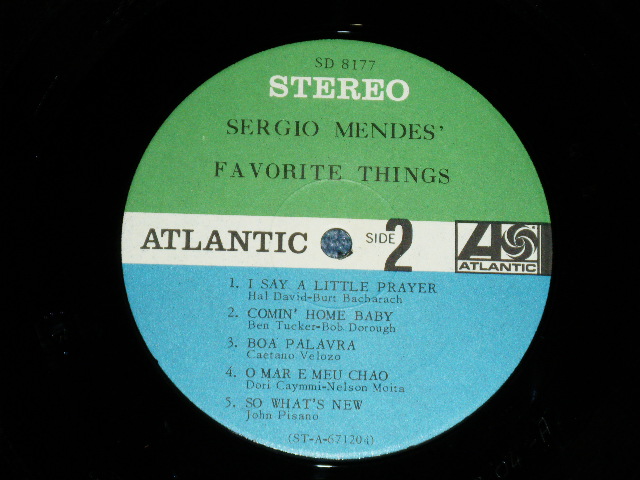 SD 8177
STEREO
SERGIO MENDES'
FAVORITE THINGS
ATLANTIC SIDE 2 ATLANTIC
1. I SAY A LITTLE PRAYER
Hal David-Burt Bacharach
2. COMIN' HOME BABY
Ben Tucker-Bob Dorough
3. BOA PALAVRA
Caetano Velozo
4. O MAR E MEU CHAO
Dori Caymmi-Nelson Moita
5. SO WHAT'S NEW
John Pisano
(ST-A-671204)